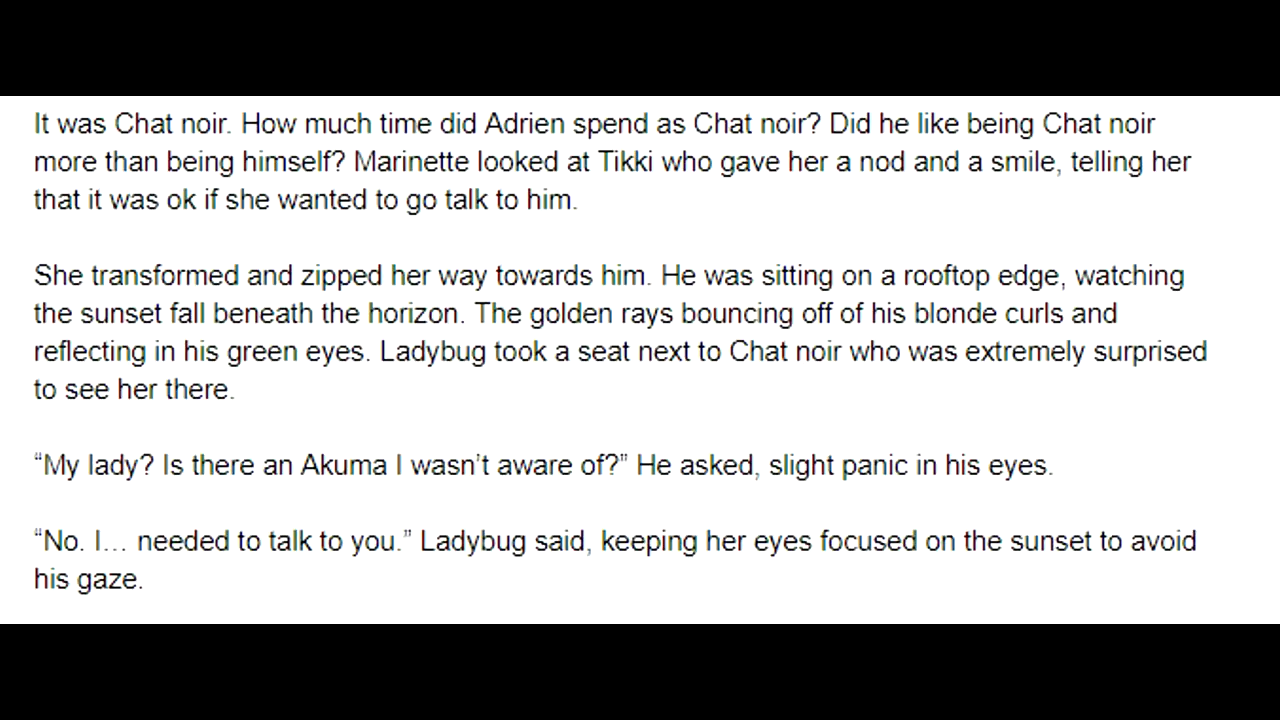 It was Chat noir. How much time did Adrien spend as Chat noir? Did he like being Chat noir
more than being himself? Marinette looked at Tikki who gave her a nod and a smile, telling her
that it was ok if she wanted to go talk to him.
She transformed and zipped her way towards him. He was sitting on a rooftop edge, watching
the sunset fall beneath the horizon. The golden rays bouncing off of his blonde curls and
reflecting in his green eyes. Ladybug took a seat next to Chat noir who was extremely surprised
to see her there.
“My lady? Is there an Akuma I wasn’t aware of?” He asked, slight panic in his eyes.
“No. I… needed to talk to you.” Ladybug said, keeping her eyes focused on the sunset to avoid
his gaze.